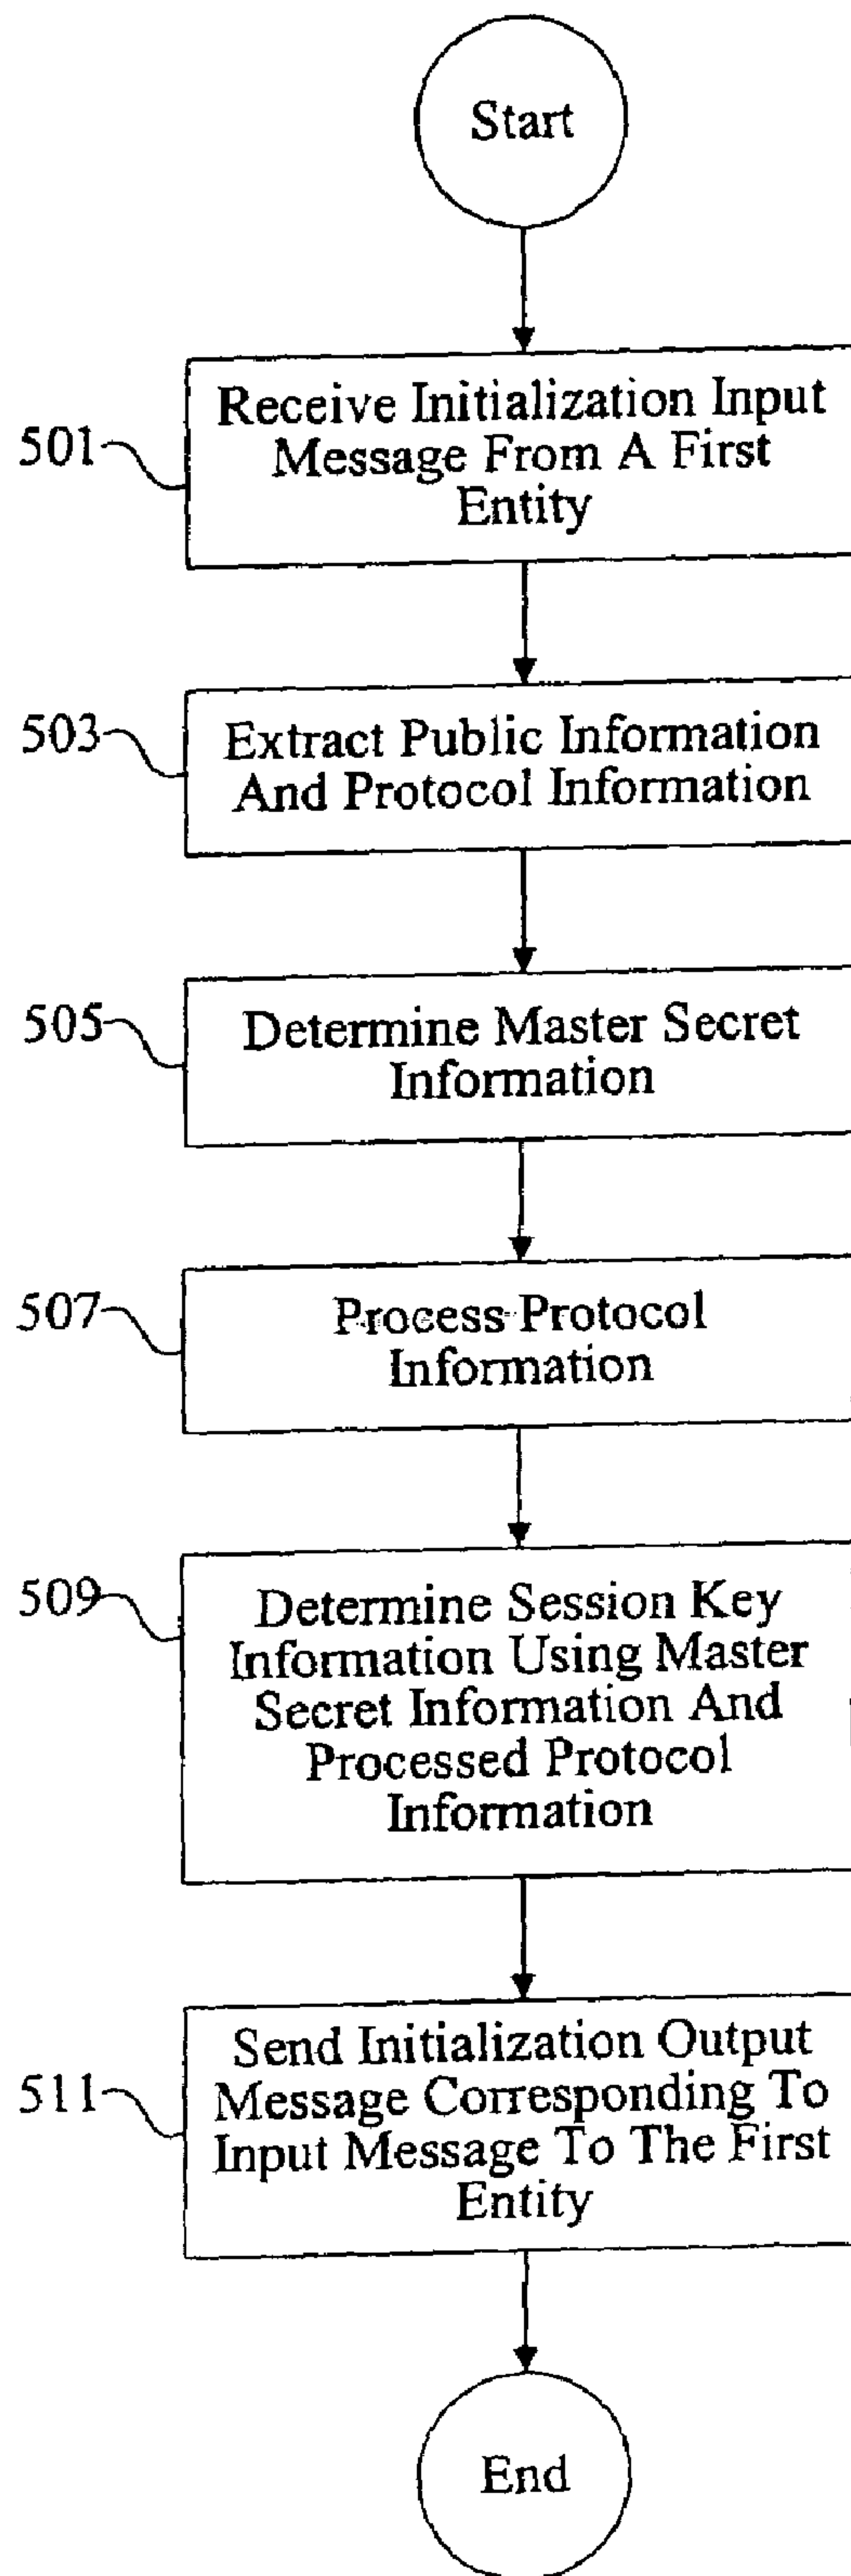 Start
501
Receive Initialization Input
Message From A First
Entity
503
Extract Public Information
And Protocol Information
505
Determine Master Secret
Information
507
Process Protocol
Information
509
Determine Session Key
Information Using Master
Secret Information And
Processed Protocol
Information
511
Send Initialization Output
Message Corresponding To
Input Message To The First
Entity
End